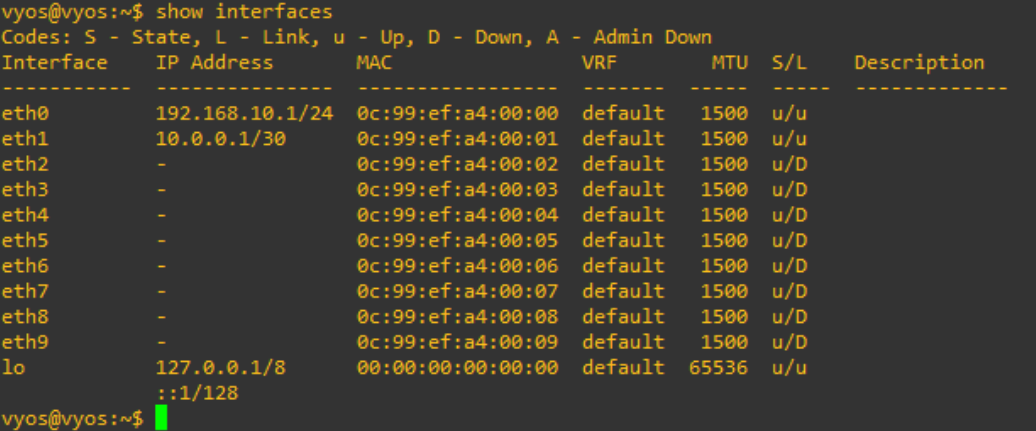 vyos@vyos:~$ show interfaces
Codes: S - State, L - Link, u - Up, D - Down, A - Admin Down
Interface    IP Address       MAC                VRF        MTU  S/L    Description
-----------  ---------------  -----------------  -------  -----  -----  -------------
eth0         192.168.10.1/24  0c:99:ef:a4:00:00  default   1500  u/u
eth1         10.0.0.1/30      0c:99:ef:a4:00:01  default   1500  u/u
eth2         -                0c:99:ef:a4:00:02  default   1500  u/D
eth3         -                0c:99:ef:a4:00:03  default   1500  u/D
eth4         -                0c:99:ef:a4:00:04  default   1500  u/D
eth5         -                0c:99:ef:a4:00:05  default   1500  u/D
eth6         -                0c:99:ef:a4:00:06  default   1500  u/D
eth7         -                0c:99:ef:a4:00:07  default   1500  u/D
eth8         -                0c:99:ef:a4:00:08  default   1500  u/D
eth9         -                0c:99:ef:a4:00:09  default   1500  u/D
lo           127.0.0.1/8      00:00:00:00:00:00  default  65536  u/u
             ::1/128
vyos@vyos:~$